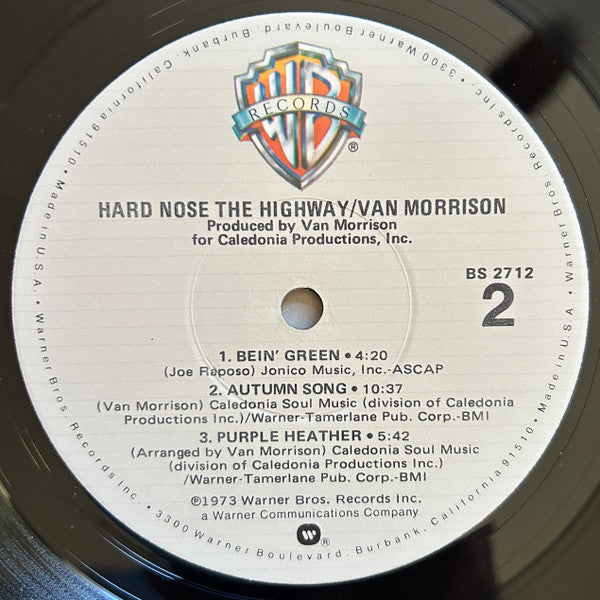 WB
RECORDS
®
HARD NOSE THE HIGHWAY/VAN MORRISON
Produced by Van Morrison
for Caledonia Productions, Inc.
BS 2712
2
1. BEIN' GREEN • 4:20
(Joe Raposo) Jonico Music, Inc.-ASCAP
2. AUTUMN SONG • 10:37
(Van Morrison) Caledonia Soul Music (division of Caledonia
Productions Inc.)/Warner-Tamerlane Pub. Corp.-BMI
3. PURPLE HEATHER • 5:42
(Arranged by Van Morrison) Caledonia Soul Music
(division of Caledonia Productions Inc.)
/Warner-Tamerlane Pub. Corp.-BMI
℗1973 Warner Bros. Records Inc.
a Warner Communications Company
®
Warner Bros. Records Inc. • 3300 Warner Boulevard, Burbank, California 91510 • Made in U.S.A. •
Warner Bros. Records Inc. • 3300 Warner Boulevard, Burbank, California 91510 • Made in U.S.A. •